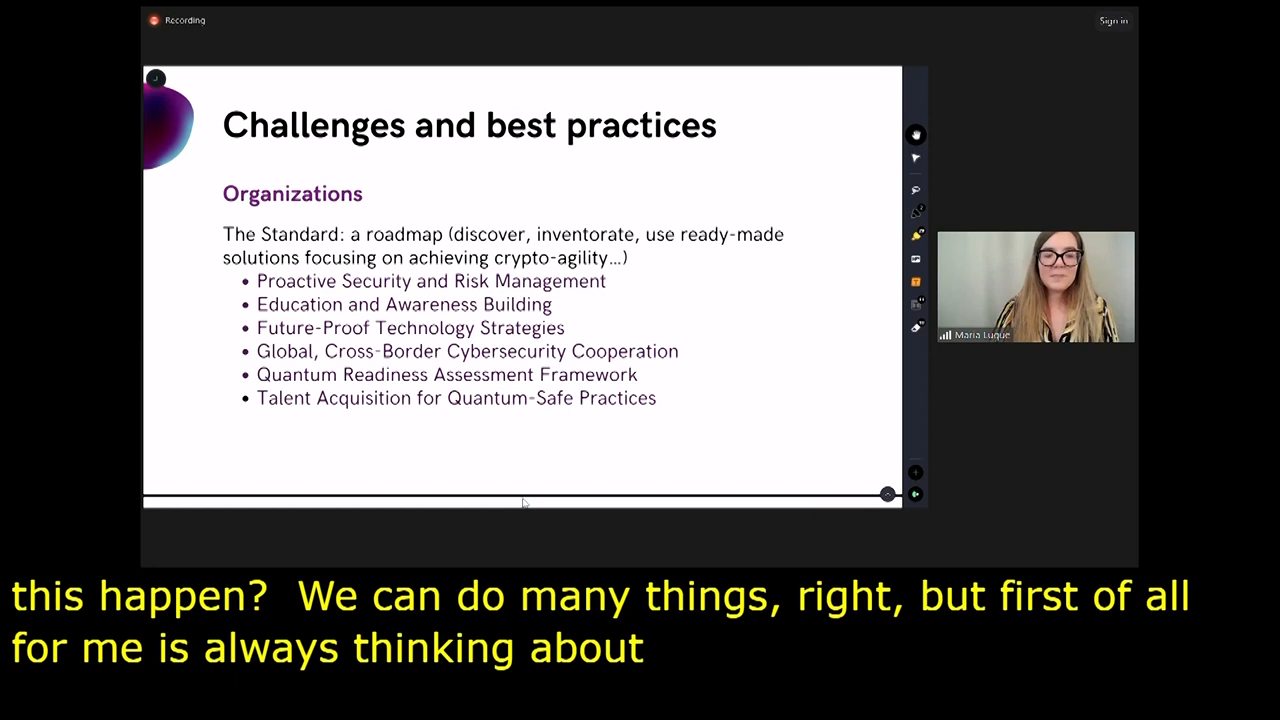 Recording
Sign in
Challenges and best practices
Organizations
The Standard: a roadmap (discover, inventorate, use ready-made
solutions focusing on achieving crypto-agility...)
• Proactive Security and Risk Management
• Education and Awareness Building
• Future-Proof Technology Strategies
• Global, Cross-Border Cybersecurity Cooperation
• Quantum Readiness Assessment Framework
• Talent Acquisition for Quantum-Safe Practices
Maria Luque
this happen?  We can do many things, right, but first of all
for me is always thinking about